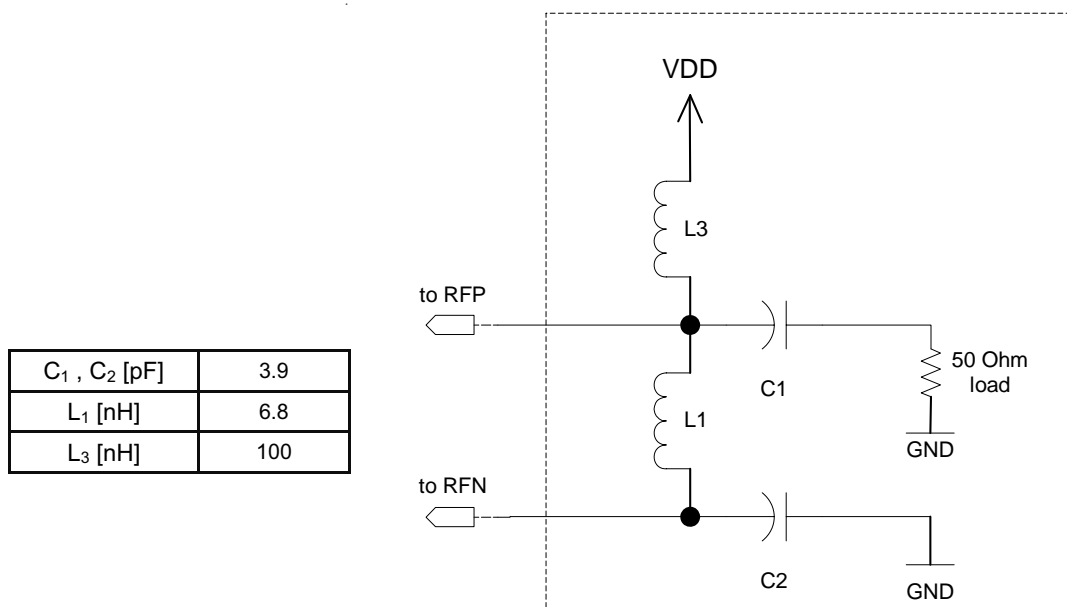 VDD
L3
to RFP
50 Ohm
load
C1
L1
GND
to RFN
C2
GND
C₁ , C₂ [pF] 3.9
L₁ [nH] 6.8
L₃ [nH] 100